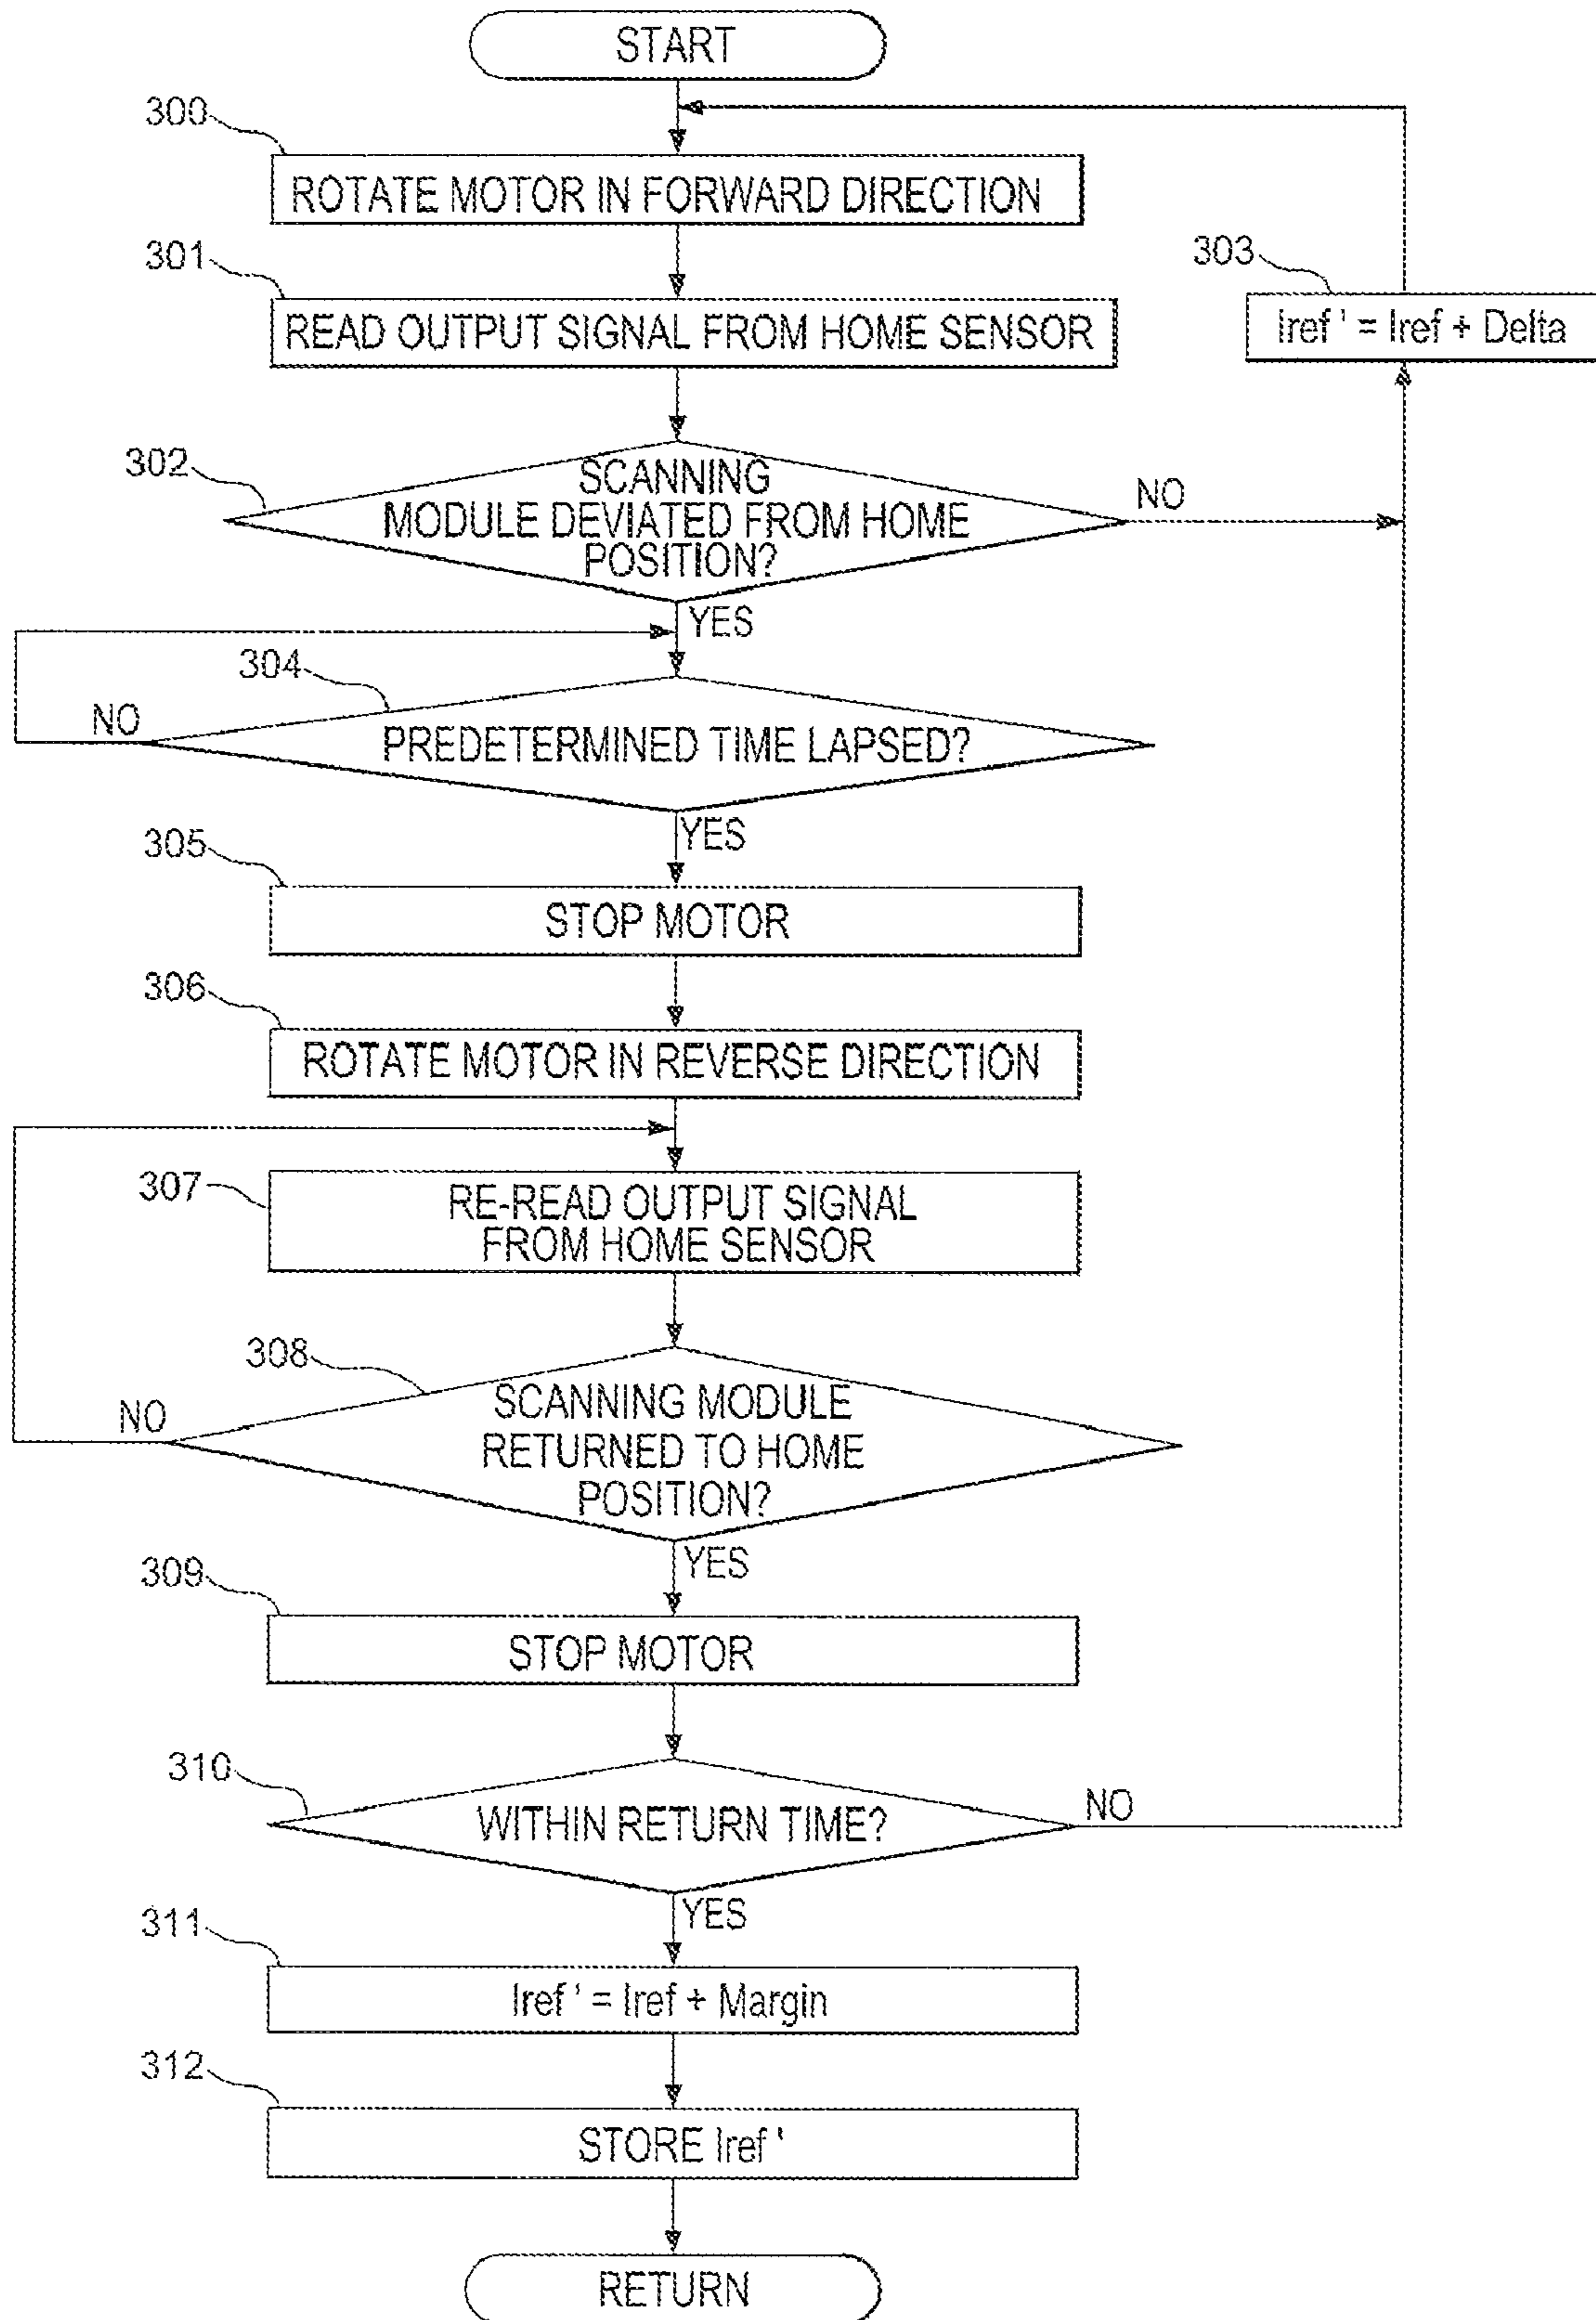 START
300
ROTATE MOTOR IN FORWARD DIRECTION
301
READ OUTPUT SIGNAL FROM HOME SENSOR
303
Iref ' = Iref + Delta
302
SCANNING
MODULE DEVIATED FROM HOME
POSITION?
NO
YES
304
NO
PREDETERMINED TIME LAPSED?
YES
305
STOP MOTOR
306
ROTATE MOTOR IN REVERSE DIRECTION
307
RE-READ OUTPUT SIGNAL
FROM HOME SENSOR
308
NO
SCANNING MODULE
RETURNED TO HOME
POSITION?
YES
309
STOP MOTOR
310
WITHIN RETURN TIME?
NO
YES
311
Iref ' = Iref + Margin
312
STORE Iref '
RETURN